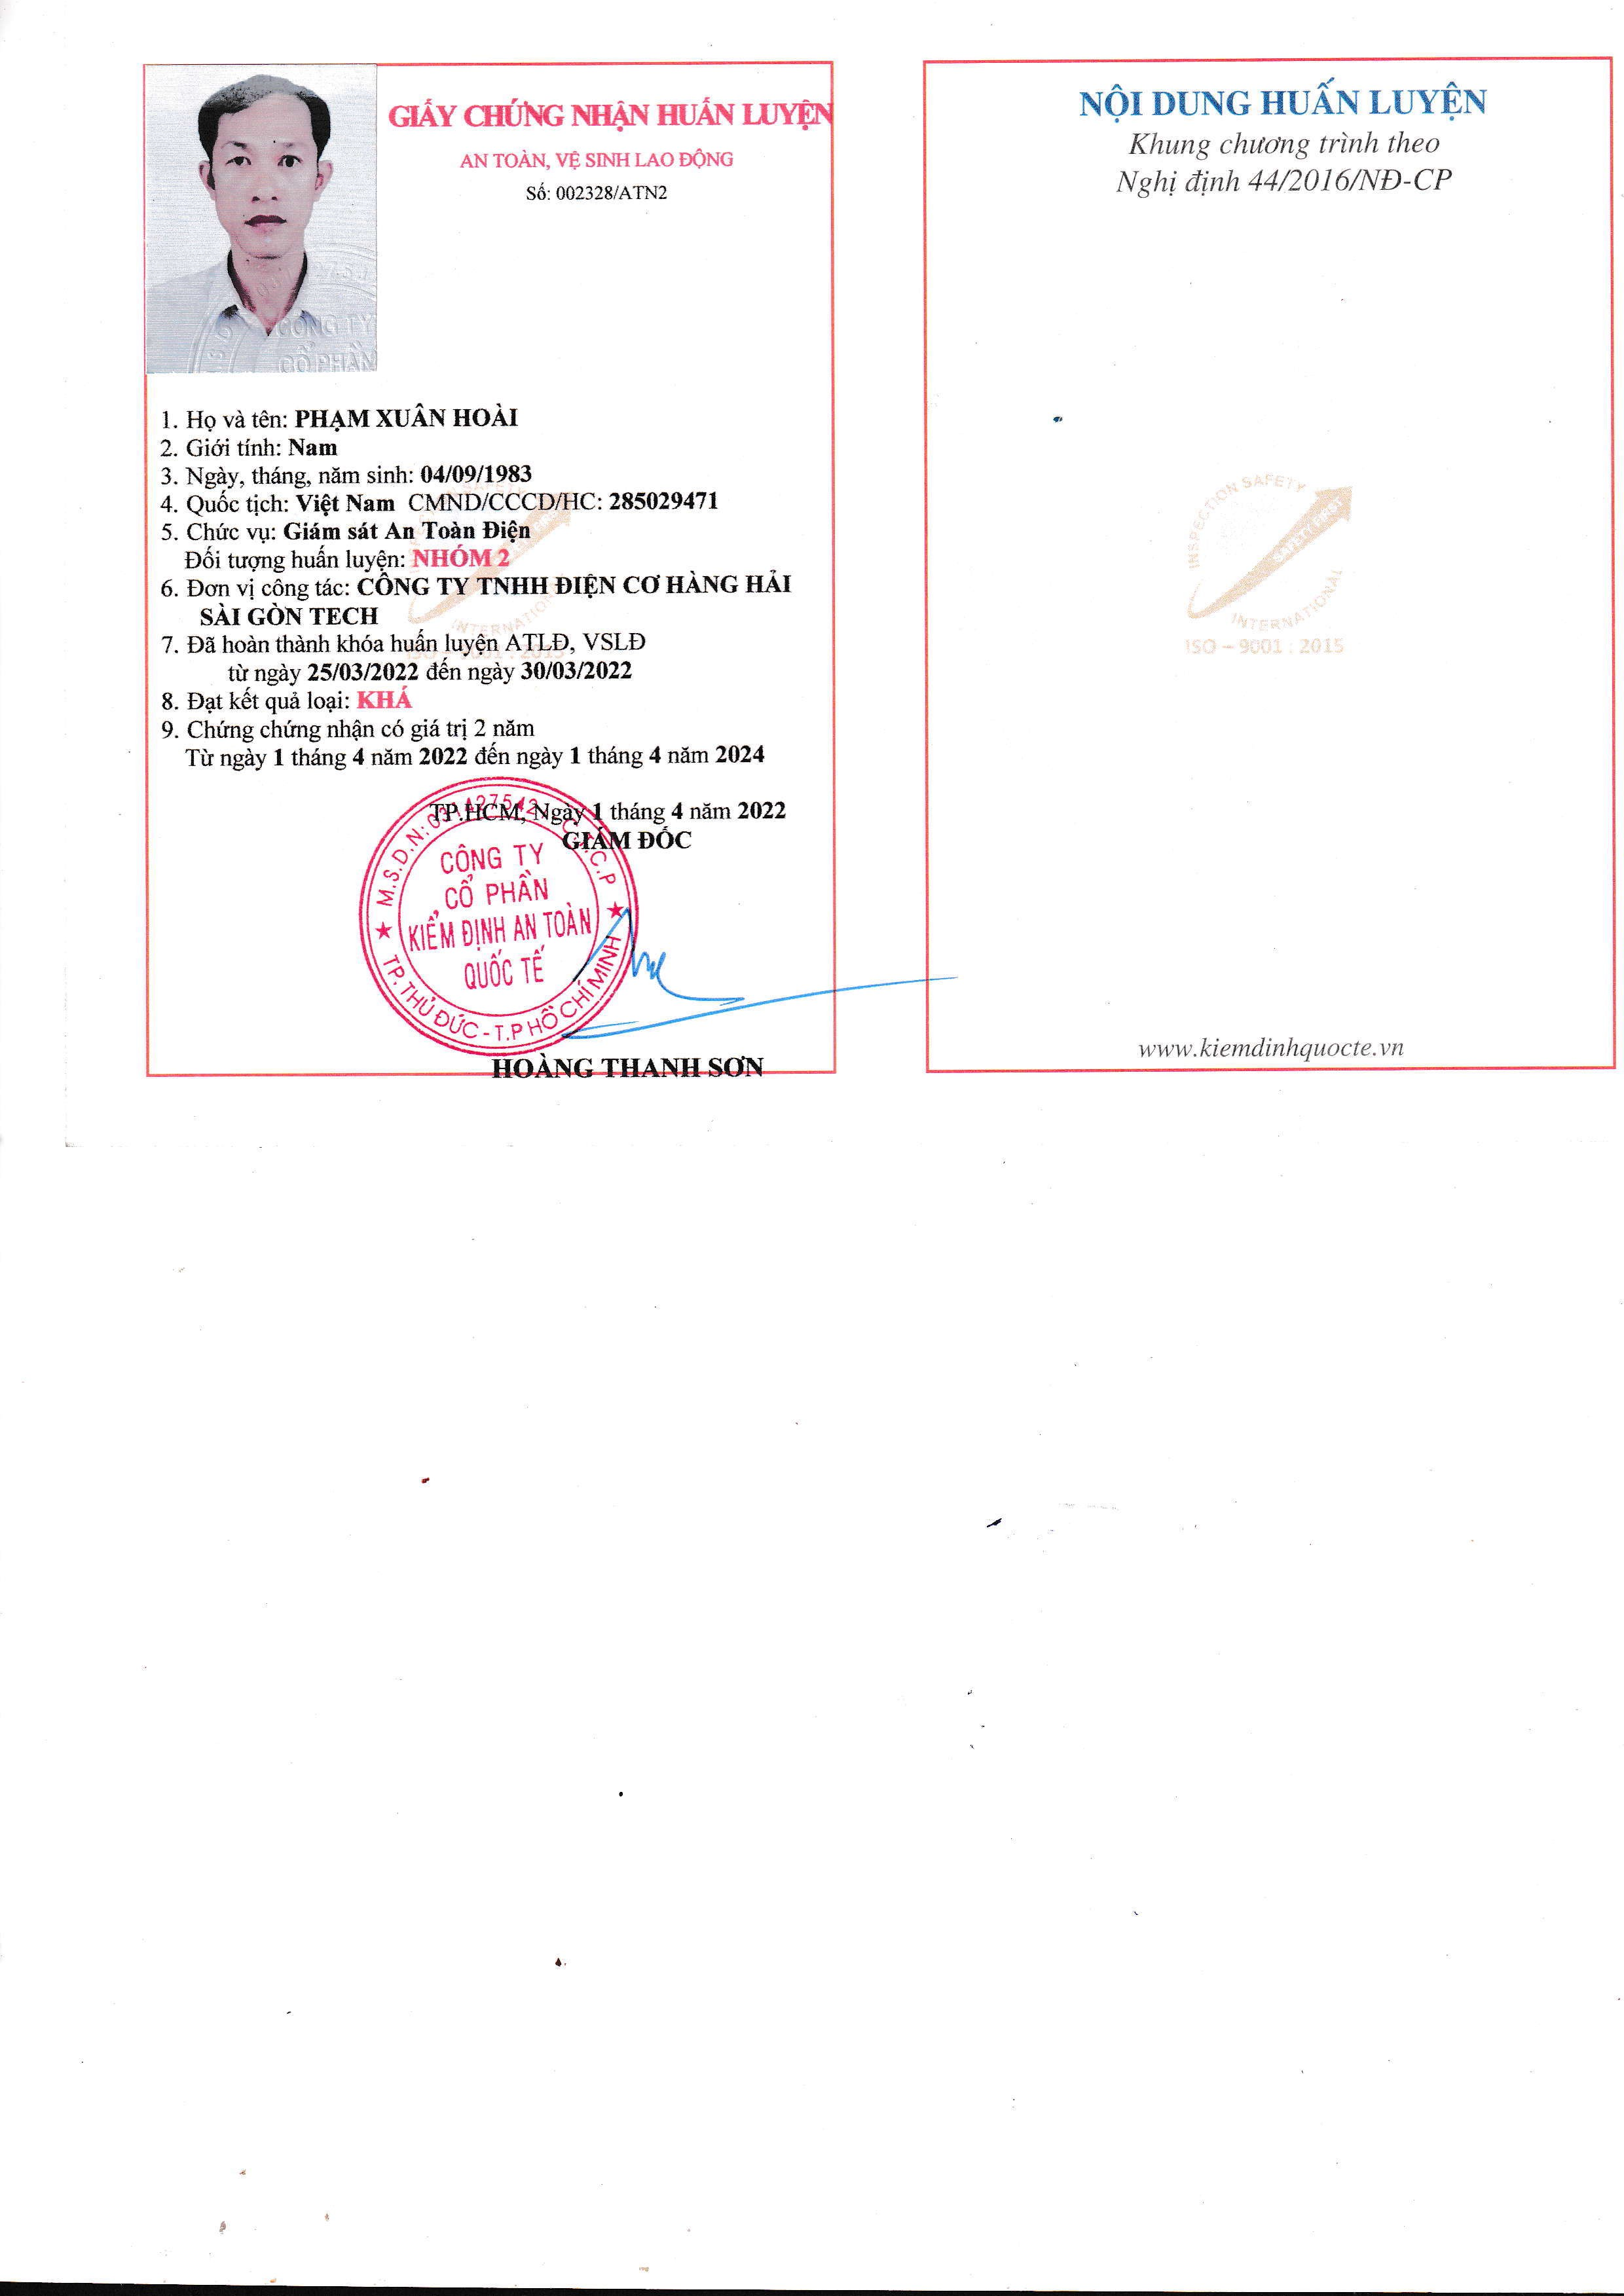 GIẤY CHỨNG NHẬN HUẤN LUYỆN
AN TOÀN, VỆ SINH LAO ĐỘNG
Số: 002328/ATN2
CÔNG TY
CỔ PHẦN
1. Họ và tên: PHẠM XUÂN HOÀI
2. Giới tính: Nam
3. Ngày, tháng, năm sinh: 04/09/1983
4. Quốc tịch: Việt Nam CMND/CCCD/HC: 285029471
5. Chức vụ: Giám sát An Toàn Điện
Đối tượng huấn luyện: NHÓM 2
6. Đơn vị công tác: CÔNG TY TNHH ĐIỆN CƠ HÀNG HẢI
SÀI GÒN TECH
7. Đã hoàn thành khóa huấn luyện ATLĐ, VSLĐ
từ ngày 25/03/2022 đến ngày 30/03/2022
8. Đạt kết quả loại: KHÁ
9. Chứng chứng nhận có giá trị 2 năm
Từ ngày 1 tháng 4 năm 2022 đến ngày 1 tháng 4 năm 2024
TP.HCM, Ngày 1 tháng 4 năm 2022
GIÁM ĐỐC
M.S.D.N: C.T.C.P
CÔNG TY
CỔ PHẦN
KIỂM ĐỊNH AN TOÀN
QUỐC TẾ
TP. THỦ ĐỨC - T.P HỒ CHÍ MINH
HOÀNG THANH SƠN
NỘI DUNG HUẤN LUYỆN
Khung chương trình theo
Nghị định 44/2016/NĐ-CP
INSPECTION SAFETY
INTERNATIONAL
ISO – 9001 : 2015
www.kiemdinhquocte.vn